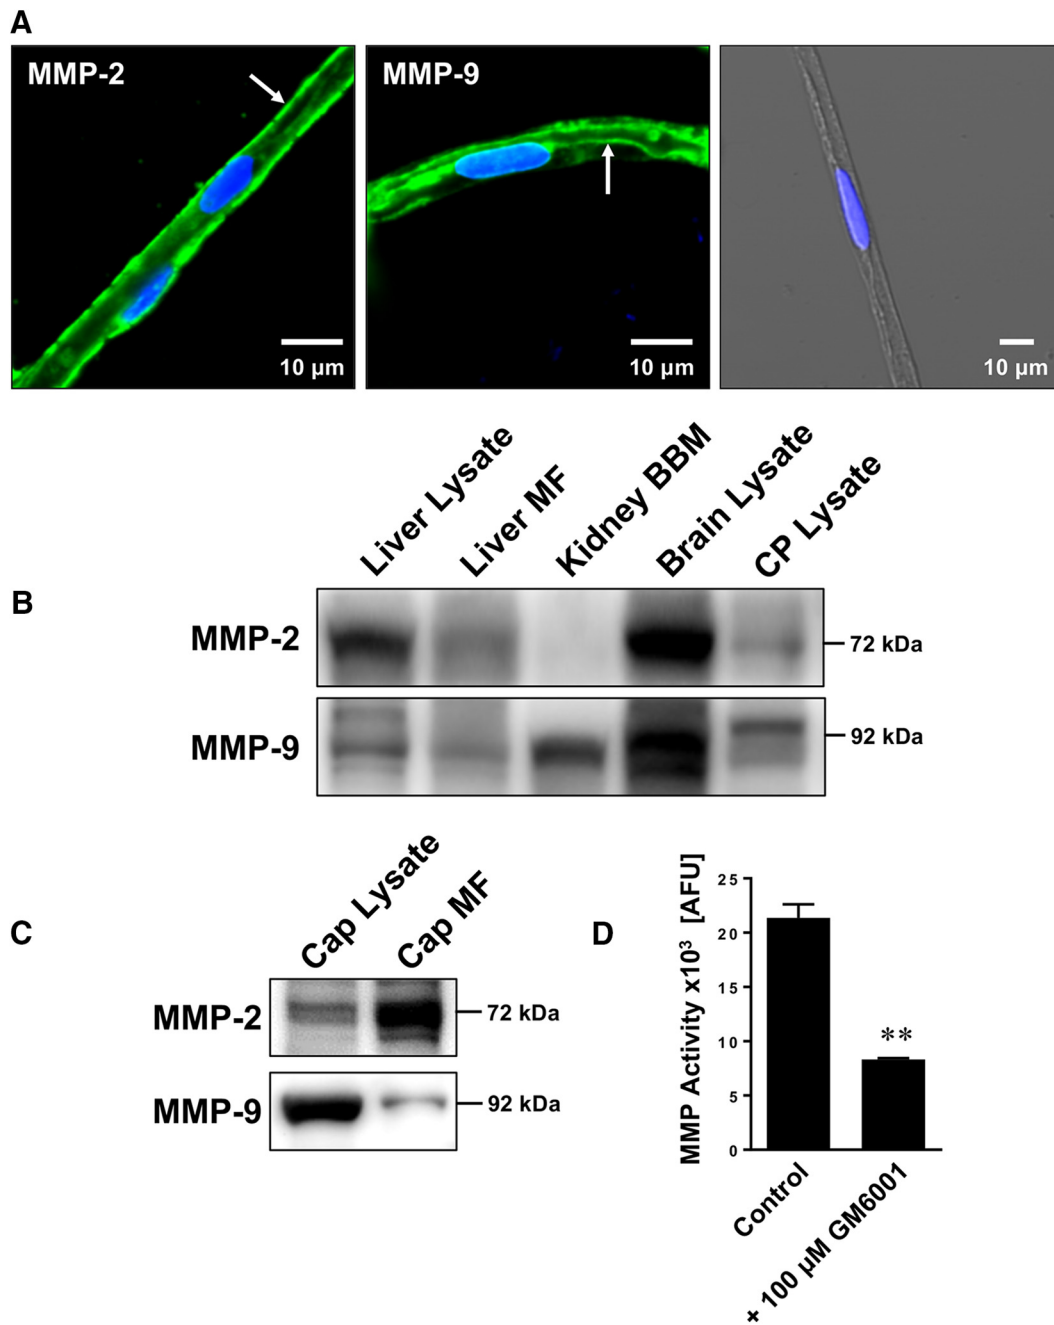 A
MMP-2
MMP-9
10 µm
10 µm
10 µm
Liver Lysate
Liver MF
Kidney BBM
Brain Lysate
CP Lysate
B
MMP-2
72 kDa
MMP-9
92 kDa
Cap Lysate
Cap MF
C
MMP-2
72 kDa
MMP-9
92 kDa
D
MMP Activity x10³ [AFU]
25
20
15
10
5
0
**
Control
+ 100 µM GM6001